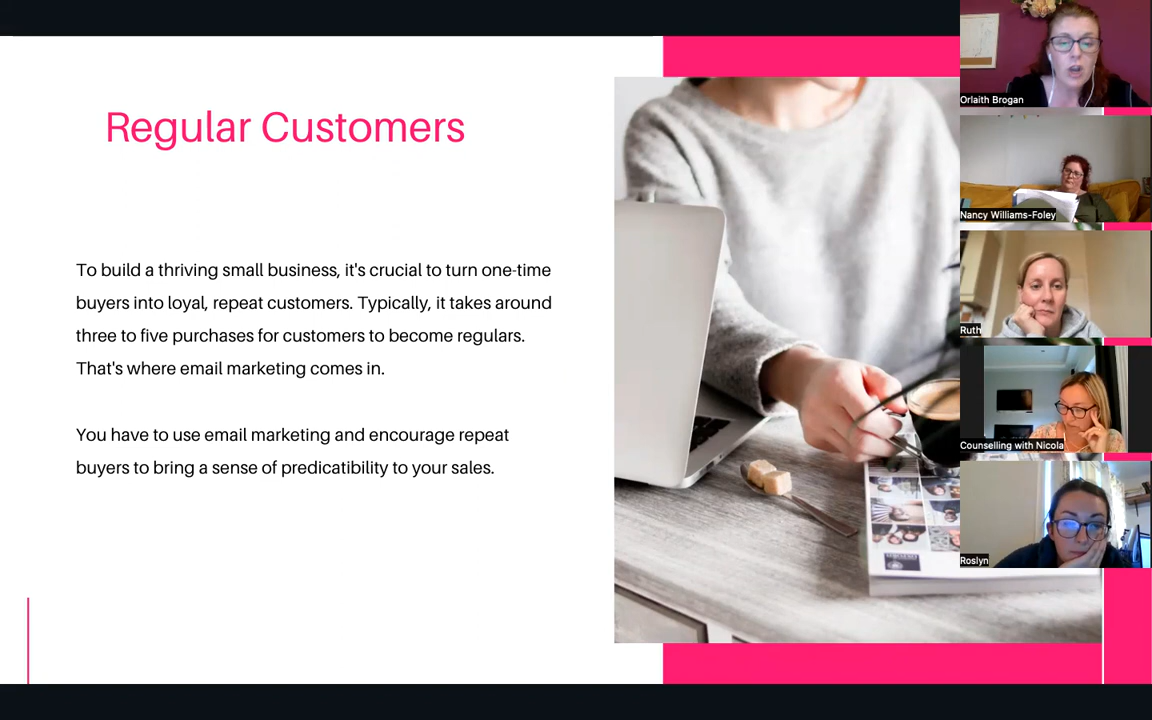 Regular Customers
To build a thriving small business, it's crucial to turn one-time
buyers into loyal, repeat customers. Typically, it takes around
three to five purchases for customers to become regulars.
That's where email marketing comes in.
You have to use email marketing and encourage repeat
buyers to bring a sense of predicatibility to your sales.
Orlaith Brogan
Nancy Williams-Foley
Ruth
Counselling with Nicola
Roslyn